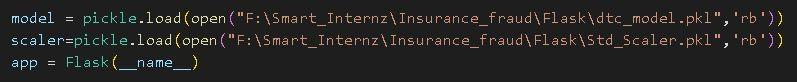 model = pickle.load(open("F:\Smart_Internz\Insurance_fraud\Flask\dtc_model.pkl",'rb'))
scaler=pickle.load(open("F:\Smart_Internz\Insurance_fraud\Flask\Std_Scaler.pkl",'rb'))
app = Flask(__name__)